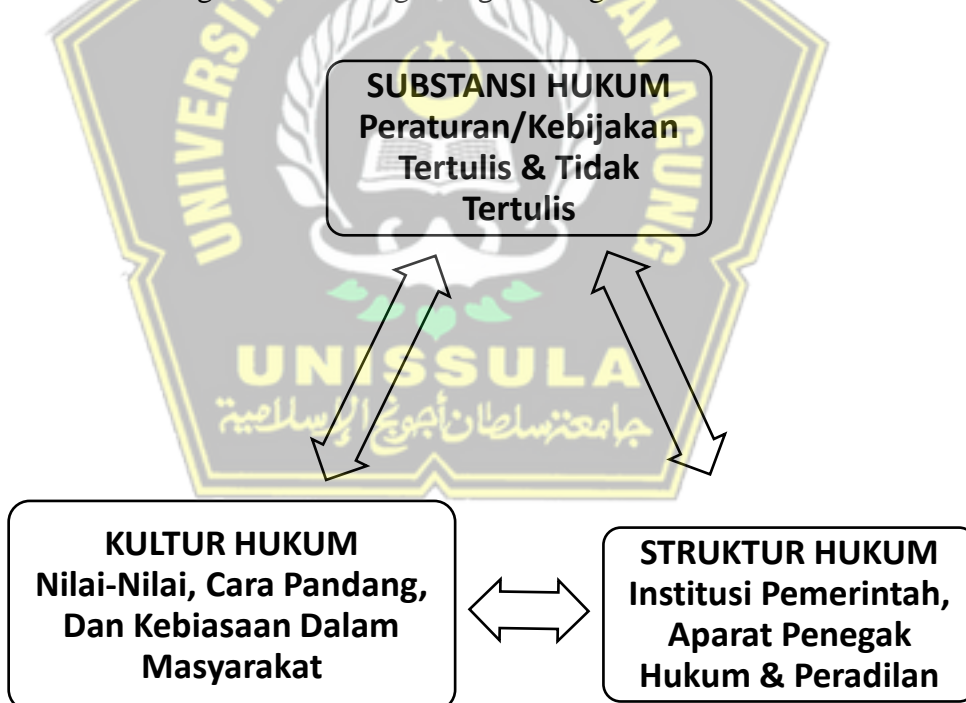 SUBSTANSI HUKUM
Peraturan/Kebijakan
Tertulis & Tidak
Tertulis
UNISSULA
جامعة سلطان أجونج الإسلامية
KULTUR HUKUM
Nilai-Nilai, Cara Pandang,
Dan Kebiasaan Dalam
Masyarakat
STRUKTUR HUKUM
Institusi Pemerintah,
Aparat Penegak
Hukum & Peradilan